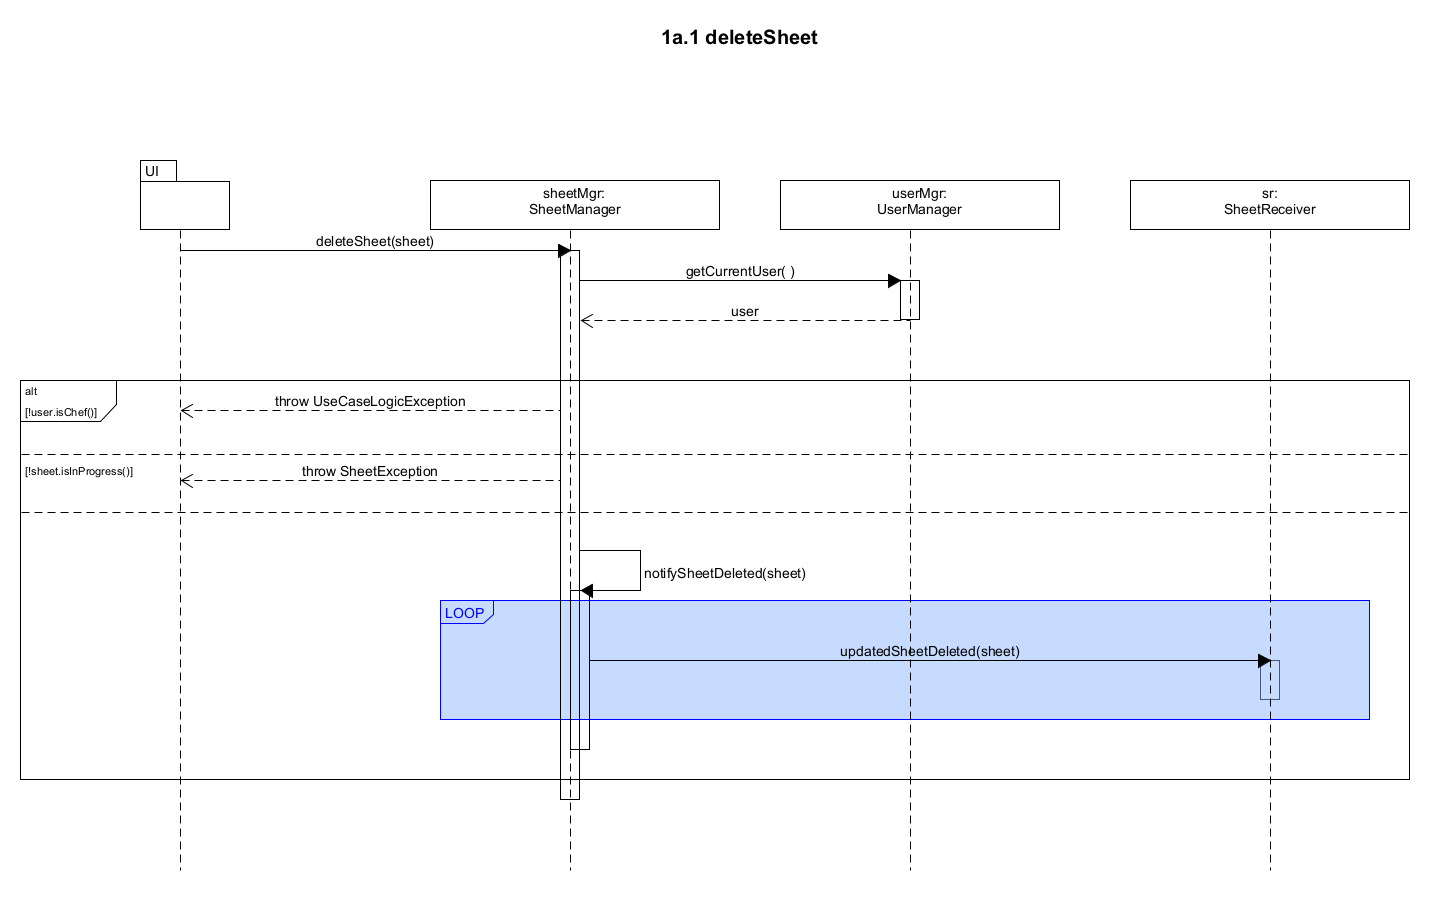 1a.1 deleteSheet
UI
sheetMgr:
SheetManager
userMgr:
UserManager
sr:
SheetReceiver
deleteSheet(sheet)
getCurrentUser( )
user
alt
[!user.isChef()]
throw UseCaseLogicException
[!sheet.isInProgress()]
throw SheetException
notifySheetDeleted(sheet)
LOOP
updatedSheetDeleted(sheet)